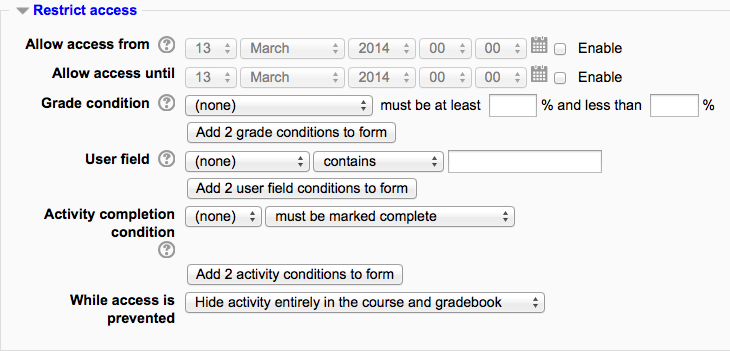 Restrict access
Allow access from ? 13 March 2014 00 00 Enable
Allow access until 13 March 2014 00 00 Enable
Grade condition ? (none) must be at least % and less than %
Add 2 grade conditions to form
User field ? (none) contains
Add 2 user field conditions to form
Activity completion (none) must be marked complete
condition
?
Add 2 activity conditions to form
While access is Hide activity entirely in the course and gradebook
prevented